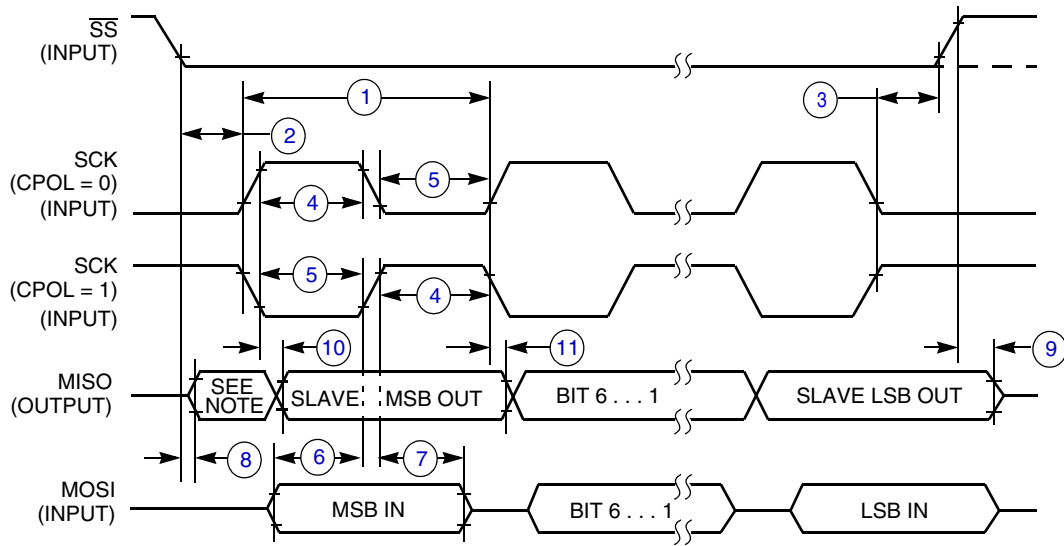 SS
(INPUT)
1
3
2
SCK
(CPOL = 0)
(INPUT)
4
5
SCK
(CPOL = 1)
(INPUT)
5
4
10
11
9
MISO
(OUTPUT)
SEE
NOTE
SLAVE
MSB OUT
BIT 6 . . . 1
SLAVE LSB OUT
8
6
7
MOSI
(INPUT)
MSB IN
BIT 6 . . . 1
LSB IN